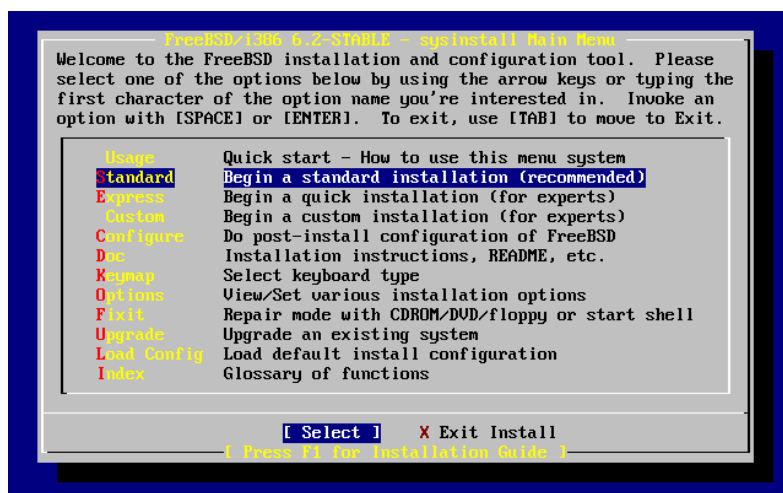 FreeBSD/i386 6.2-STABLE - sysinstall Main Menu
Welcome to the FreeBSD installation and configuration tool.  Please
select one of the options below by using the arrow keys or typing the
first character of the option name you're interested in.  Invoke an
option with [SPACE] or [ENTER].  To exit, use [TAB] to move to Exit.
Usage Quick start - How to use this menu system
Standard Begin a standard installation (recommended)
Express Begin a quick installation (for experts)
Custom Begin a custom installation (for experts)
Configure Do post-install configuration of FreeBSD
Doc Installation instructions, README, etc.
Keymap Select keyboard type
Options View/Set various installation options
Fixit Repair mode with CDROM/DVD/floppy or start shell
Upgrade Upgrade an existing system
Load Config Load default install configuration
Index Glossary of functions
[ Select ] X Exit Install
[ Press F1 for Installation Guide ]